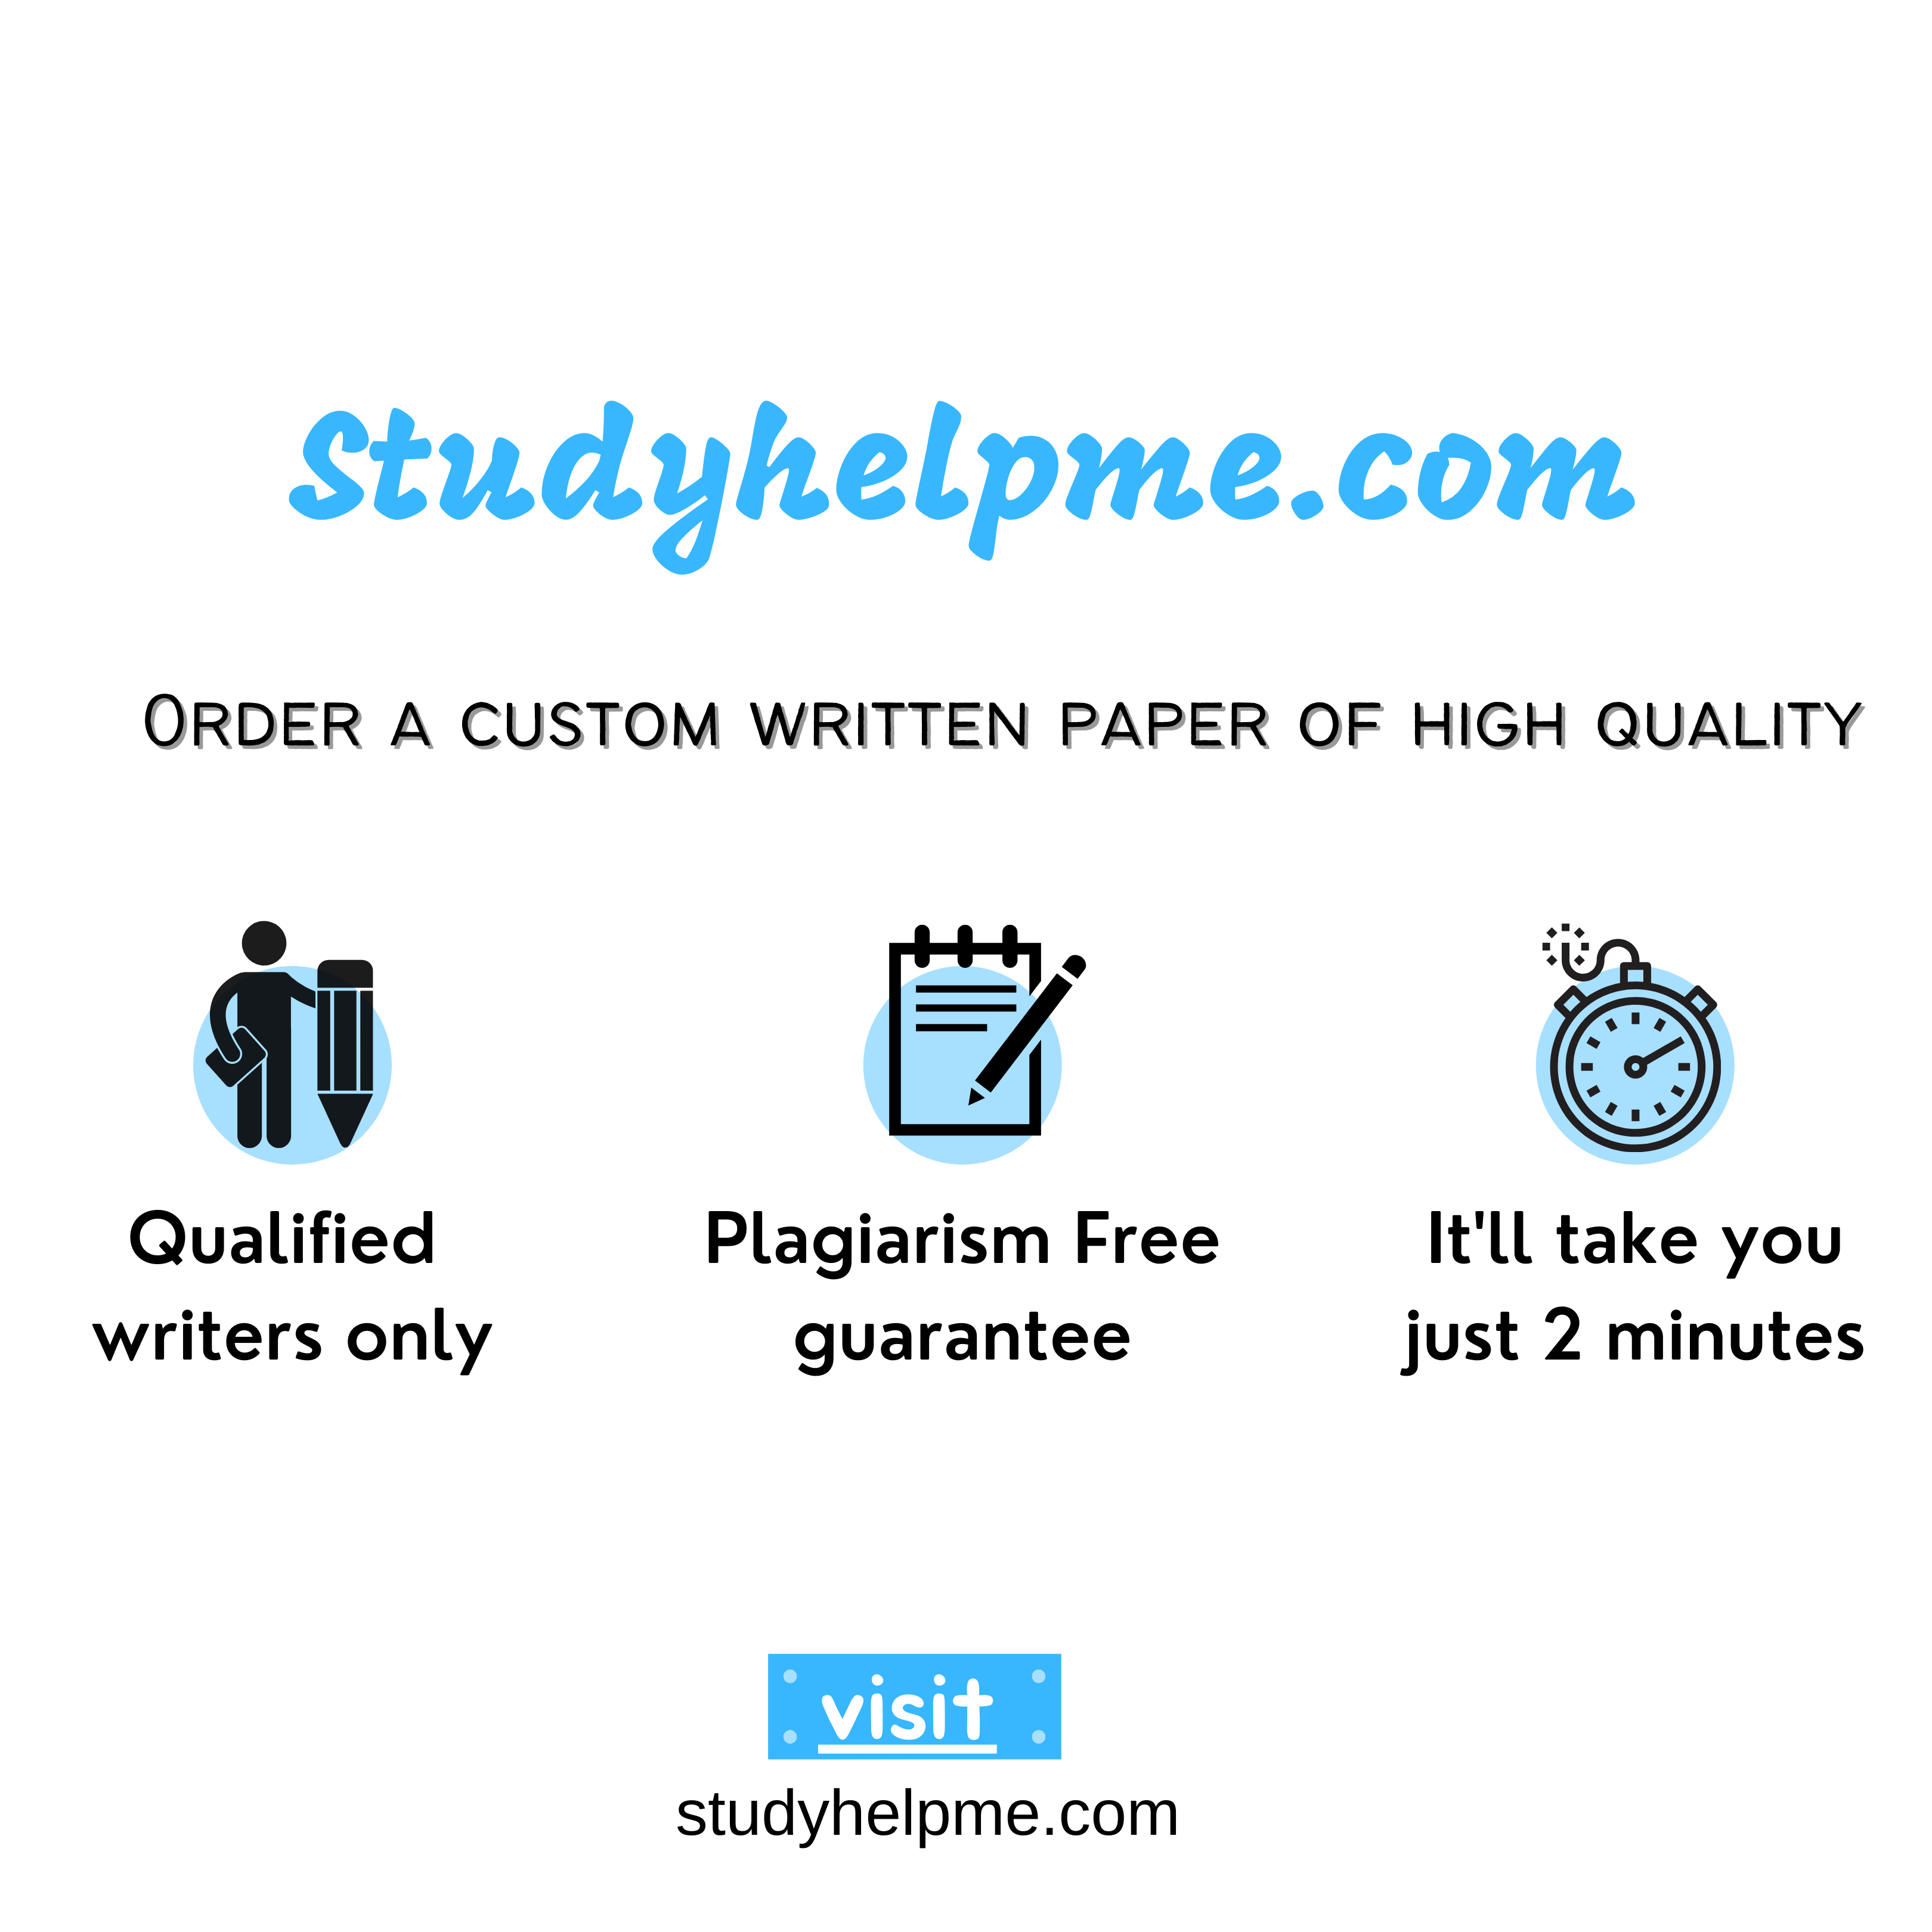 Studyhelpme.com
Order a custom written paper of high quality
Qualified
writers only
Plagiarism Free
guarantee
It'll take you
just 2 minutes
visit
studyhelpme.com